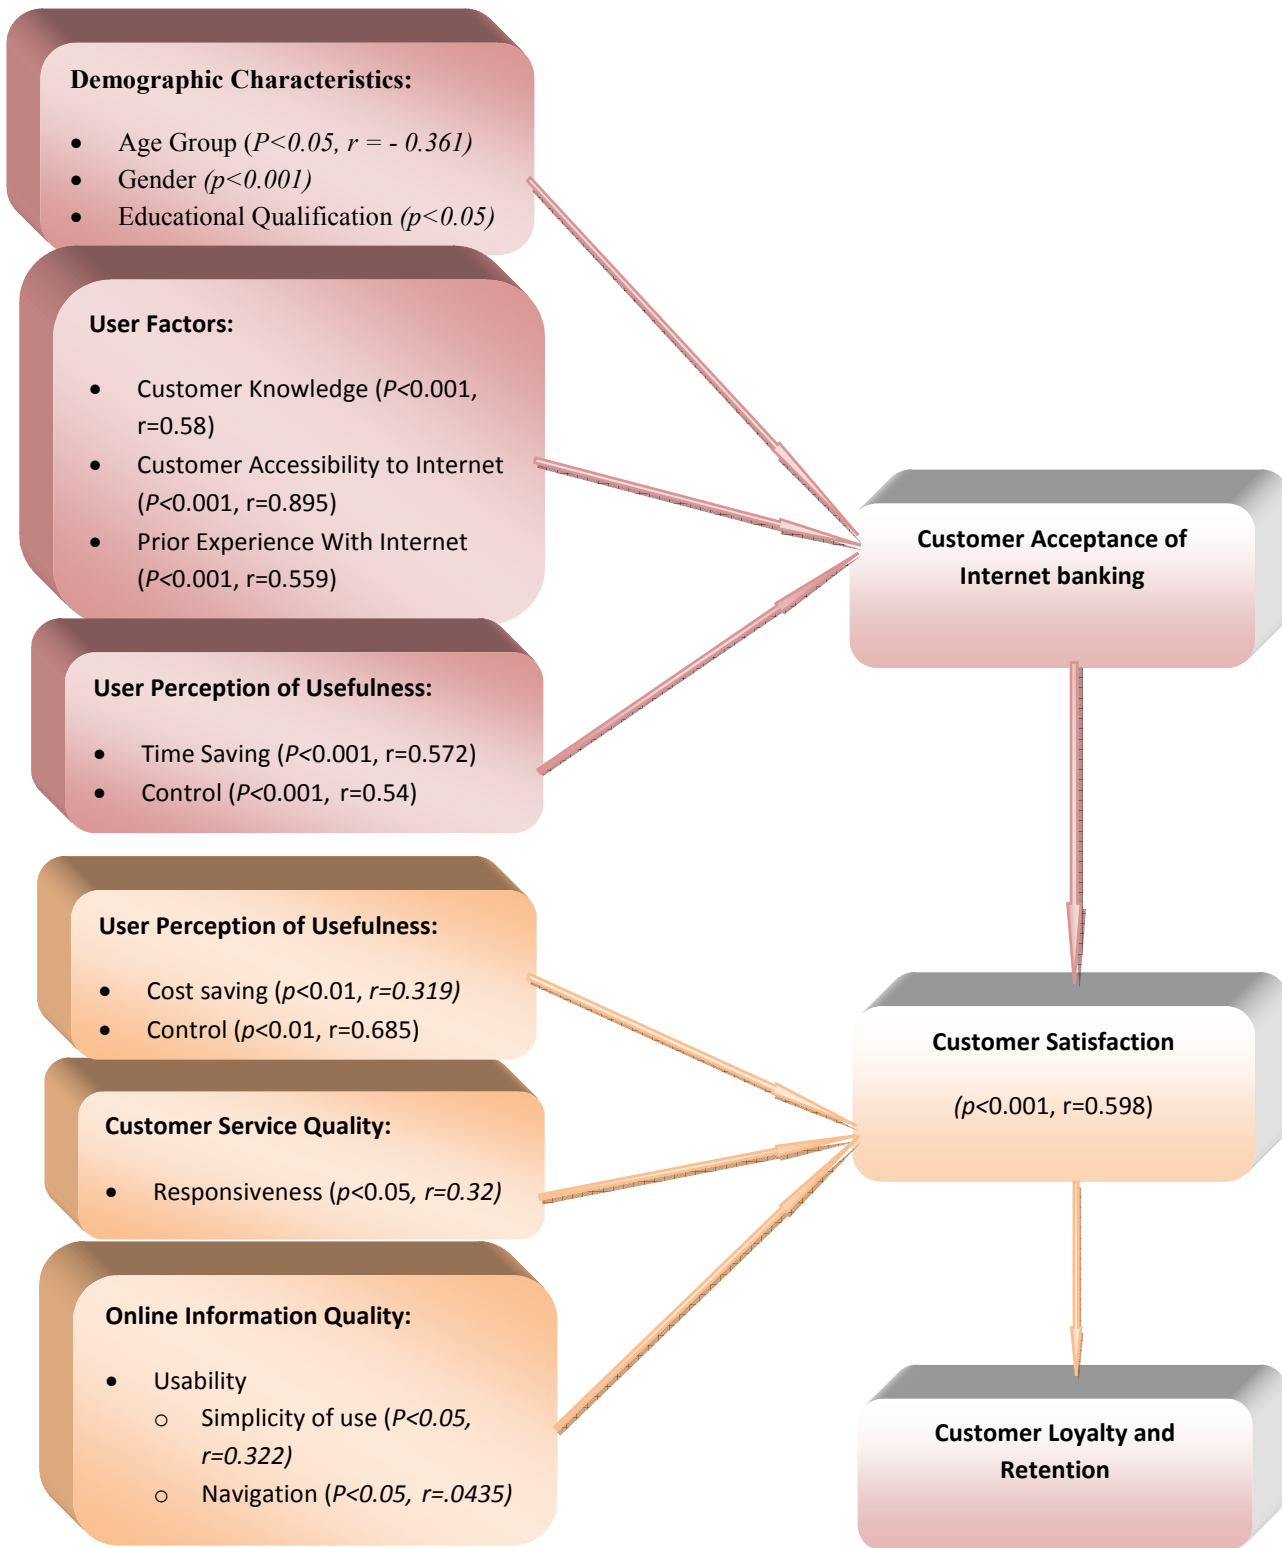 Demographic Characteristics:
• Age Group (P<0.05, r = - 0.361)
• Gender (p<0.001)
• Educational Qualification (p<0.05)
User Factors:
• Customer Knowledge (P<0.001,
r=0.58)
• Customer Accessibility to Internet
(P<0.001, r=0.895)
• Prior Experience With Internet
(P<0.001, r=0.559)
User Perception of Usefulness:
• Time Saving (P<0.001, r=0.572)
• Control (P<0.001, r=0.54)
Customer Acceptance of
Internet banking
User Perception of Usefulness:
• Cost saving (p<0.01, r=0.319)
• Control (p<0.01, r=0.685)
Customer Service Quality:
• Responsiveness (p<0.05, r=0.32)
Online Information Quality:
• Usability
o Simplicity of use (P<0.05,
r=0.322)
o Navigation (P<0.05, r=.0435)
Customer Satisfaction
(p<0.001, r=0.598)
Customer Loyalty and
Retention